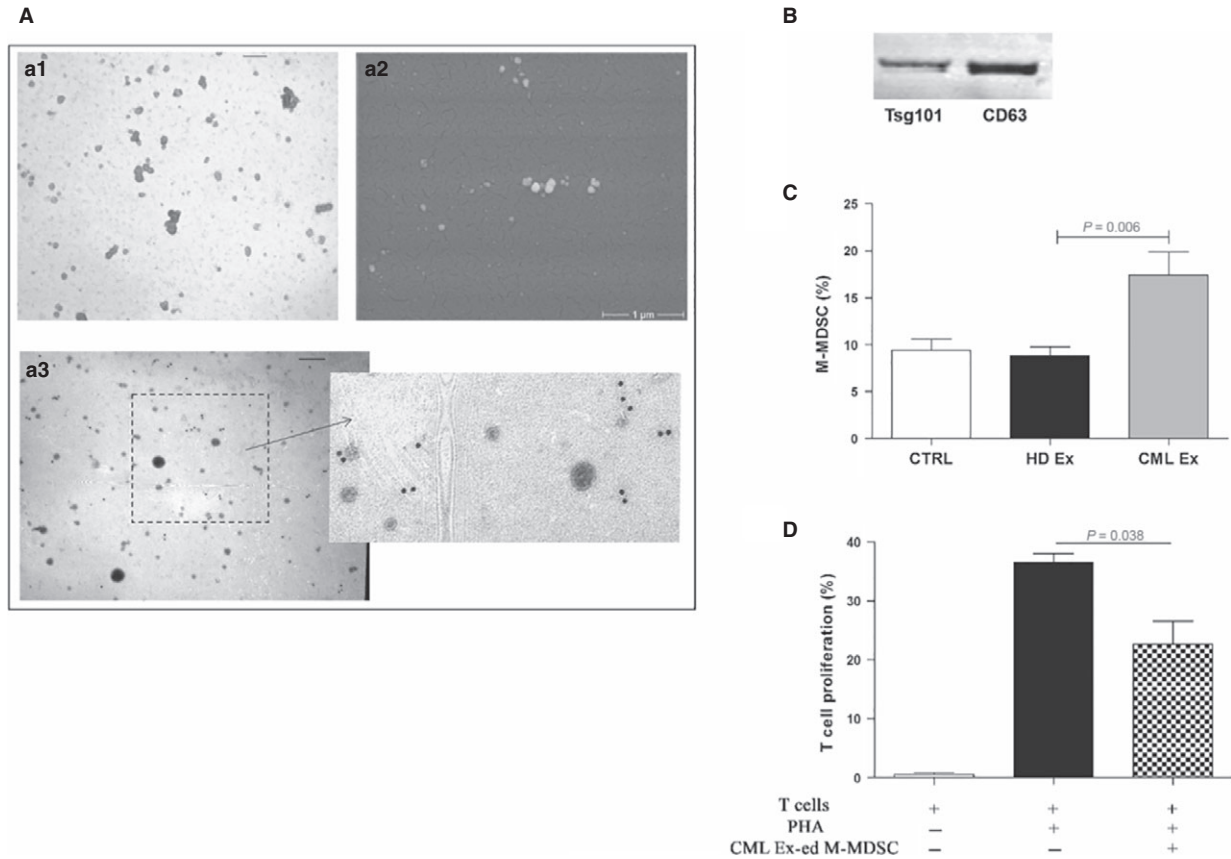 A
a1
a2
1 µm
a3
B
Tsg101 CD63
C
25
20
15
10
5
0
M-MDSC (%)
P = 0.006
CTRL HD Ex CML Ex
D
40
30
20
10
0
T cell proliferation (%)
P = 0.038
T cells + + +
PHA – + +
CML Ex-ed M-MDSC – – +